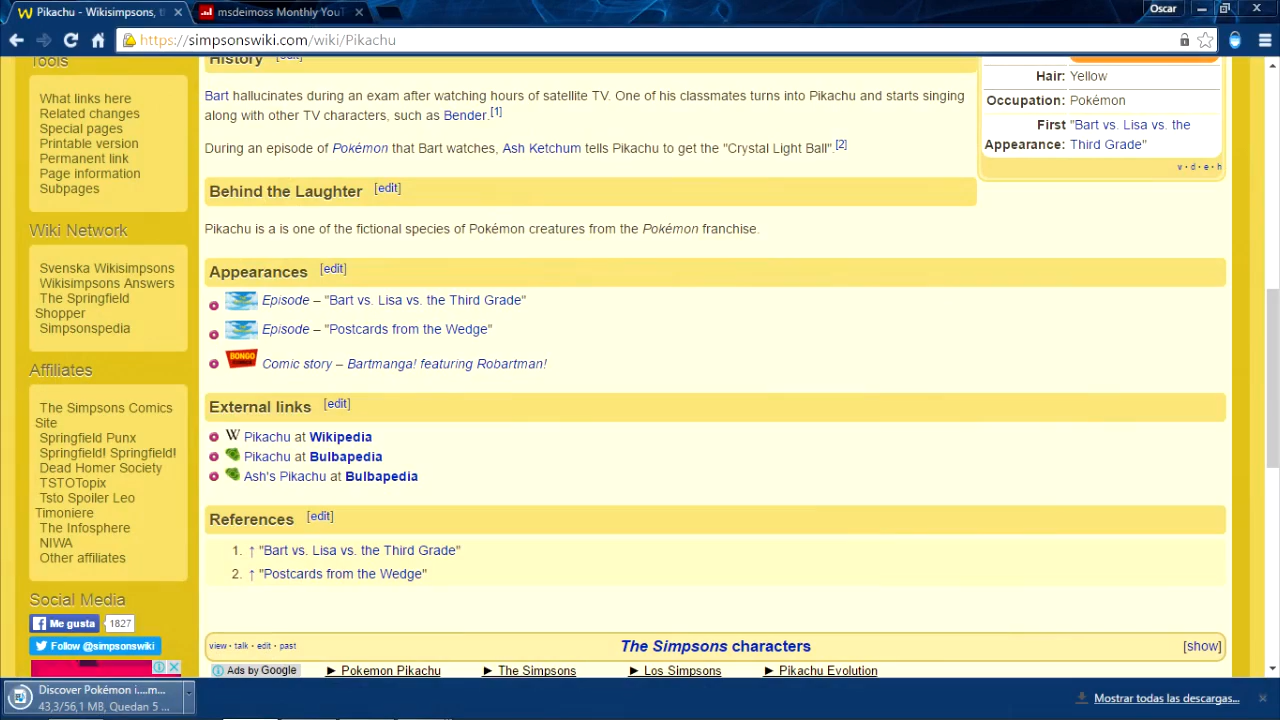 Pikachu - Wikisimpsons, t
msdeimoss Monthly YouT
Oscar
https://simpsonswiki.com/wiki/Pikachu
Tools
What links here
Related changes
Special pages
Printable version
Permanent link
Page information
Subpages
Wiki Network
Svenska Wikisimpsons
Wikisimpsons Answers
The Springfield
Shopper
Simpsonspedia
Affiliates
The Simpsons Comics
Site
Springfield Punx
Springfield! Springfield!
Dead Homer Society
TSTOTopix
Tsto Spoiler Leo
Timoniere
The Infosphere
NIWA
Other affiliates
Social Media
Me gusta 1827
Follow @simpsonswiki
History [edit]
Bart hallucinates during an exam after watching hours of satellite TV. One of his classmates turns into Pikachu and starts singing
along with other TV characters, such as Bender.[1]
During an episode of Pokémon that Bart watches, Ash Ketchum tells Pikachu to get the "Crystal Light Ball".[2]
Hair: Yellow
Occupation: Pokémon
First "Bart vs. Lisa vs. the
Appearance: Third Grade"
v · d · e · h
Behind the Laughter [edit]
Pikachu is a is one of the fictional species of Pokémon creatures from the Pokémon franchise.
Appearances [edit]
Episode – "Bart vs. Lisa vs. the Third Grade"
Episode – "Postcards from the Wedge"
BONGO Comic story – Bartmanga! featuring Robartman!
External links [edit]
W Pikachu at Wikipedia
Pikachu at Bulbapedia
Ash's Pikachu at Bulbapedia
References [edit]
1. ↑ "Bart vs. Lisa vs. the Third Grade"
2. ↑ "Postcards from the Wedge"
view · talk · edit · past The Simpsons characters [show]
Ads by Google ► Pokemon Pikachu ► The Simpsons ► Los Simpsons ► Pikachu Evolution
Discover Pokémon i....m...
43,3/56,1 MB, Quedan 5 ...
Mostrar todas las descargas...